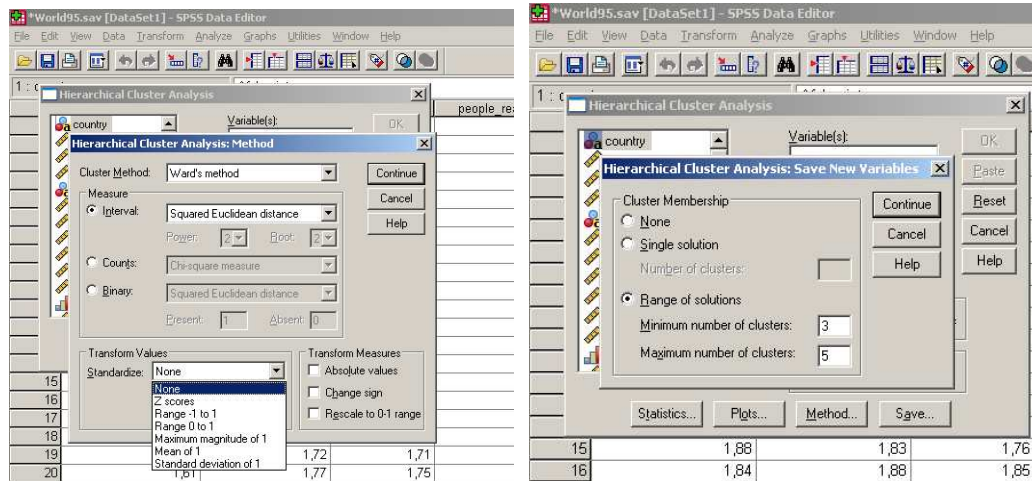 *World95.sav [DataSet1] - SPSS Data Editor
File Edit View Data Transform Analyze Graphs Utilities Window Help
1 : c
Hierarchical Cluster Analysis
people_rea
country
Variable(s):
OK
Hierarchical Cluster Analysis: Method
Cluster Method: Ward's method
Continue
Measure
Cancel
Interval: Squared Euclidean distance
Help
Power: 2 Root: 2
Counts: Chi-square measure
Binary: Squared Euclidean distance
Present: 1 Absent: 0
Transform Values
Transform Measures
Standardize: None
Absolute values
None
Z scores
Change sign
Range -1 to 1
Range 0 to 1
Rescale to 0-1 range
Maximum magnitude of 1
Mean of 1
Standard deviation of 1
15
16
17
18
19 1,72 1,71
20 1,61 1,77 1,75
*World95.sav [DataSet1] - SPSS Data Editor
File Edit View Data Transform Analyze Graphs Utilities Window Help
1 : c
Hierarchical Cluster Analysis
country
Variable(s):
OK
Paste
Reset
Cancel
Help
Hierarchical Cluster Analysis: Save New Variables
Cluster Membership
Continue
None
Cancel
Single solution
Help
Number of clusters:
Range of solutions
Minimum number of clusters: 3
Maximum number of clusters: 5
Statistics... Plots... Method... Save...
15 1,88 1,83 1,76
16 1,84 1,88 1,85